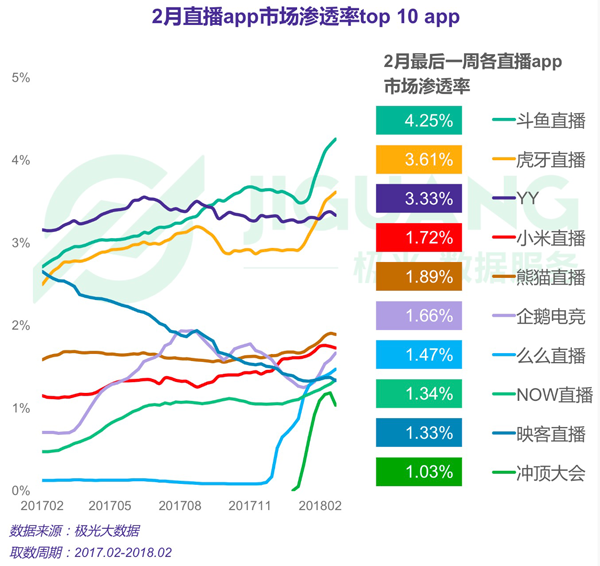 2月直播app市场渗透率top 10 app
2月最后一周各直播app
市场渗透率
5%
4%
3%
2%
1%
0%
201702
201705
201708
201711
201802
4.25% 斗鱼直播
3.61% 虎牙直播
3.33% YY
1.72% 小米直播
1.89% 熊猫直播
1.66% 企鹅电竞
1.47% 么么直播
1.34% NOW直播
1.33% 映客直播
1.03% 冲顶大会
JIGUANG
极光 数据服务
数据来源：极光大数据
取数周期：2017.02-2018.02